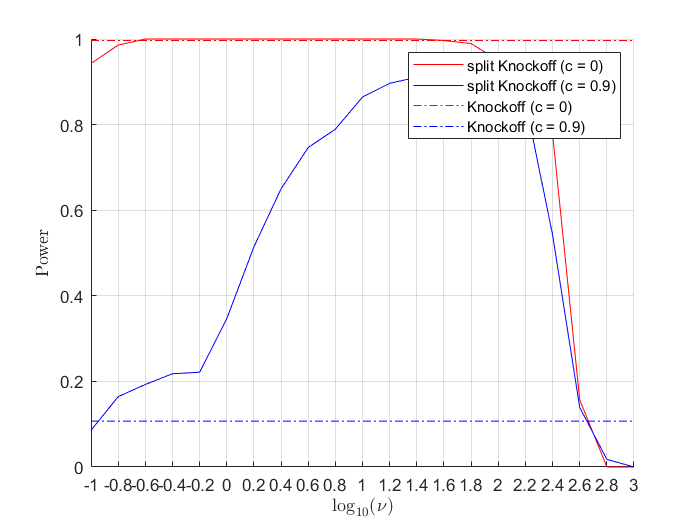 1
0.8
0.6
0.4
0.2
0
Power
split Knockoff (c = 0)
split Knockoff (c = 0.9)
Knockoff (c = 0)
Knockoff (c = 0.9)
-1 -0.8 -0.6 -0.4 -0.2 0 0.2 0.4 0.6 0.8 1 1.2 1.4 1.6 1.8 2 2.2 2.4 2.6 2.8 3
log₁₀(ν)